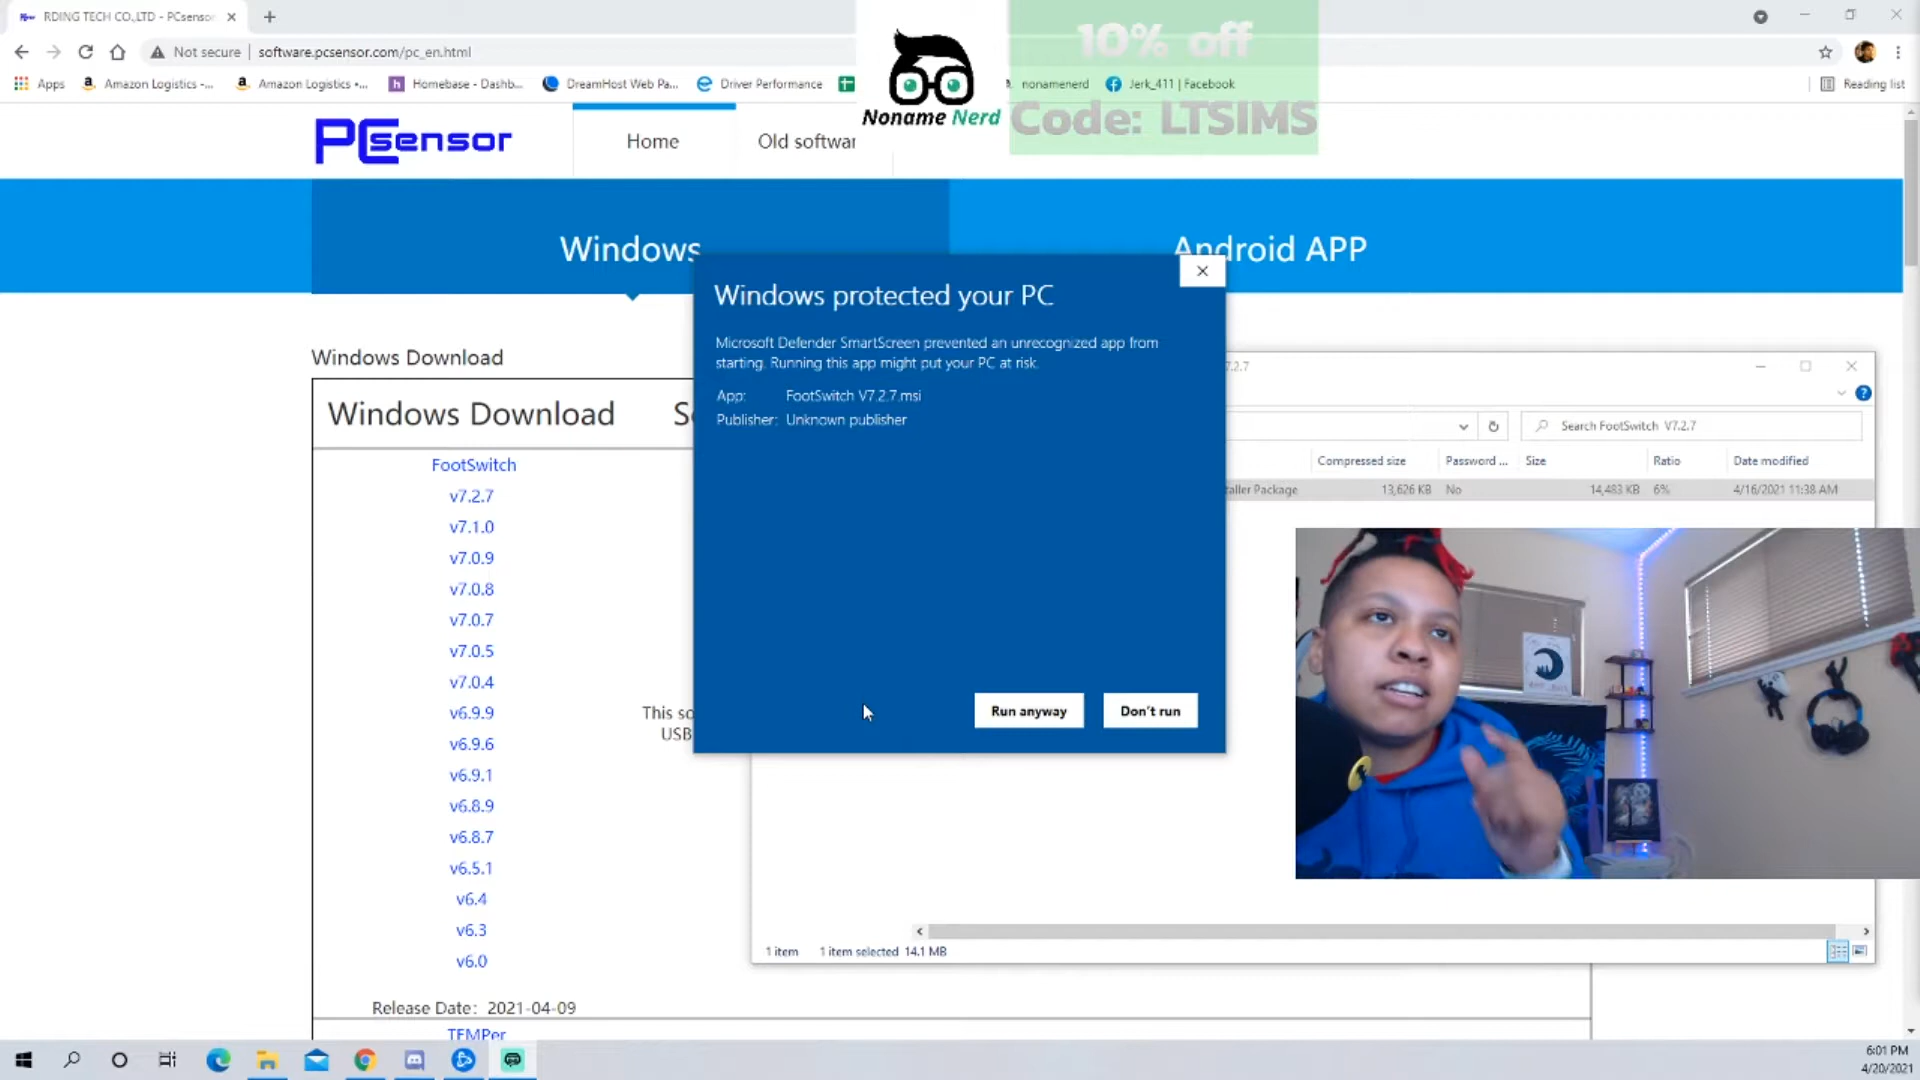 RDING TECH CO.,LTD - PCsensor
Not secure
software.pcsensor.com/pc_en.html
Apps
Amazon Logistics -...
Amazon Logistics •...
Homebase - Dashb...
DreamHost Web Pa...
Driver Performance
nonamenerd
Jerk_411 | Facebook
Reading list
Noname Nerd
10% off
Code: LTSIMS
PCsensor
Home
Old softwar
Windows
Android APP
Windows Download
Windows Download
FootSwitch
v7.2.7
v7.1.0
v7.0.9
v7.0.8
v7.0.7
v7.0.5
v7.0.4
v6.9.9
v6.9.6
v6.9.1
v6.8.9
v6.8.7
v6.5.1
v6.4
v6.3
v6.0
Release Date: 2021-04-09
TEMPer
This so
USB
Windows protected your PC
Microsoft Defender SmartScreen prevented an unrecognized app from
starting. Running this app might put your PC at risk.
App: FootSwitch V7.2.7.msi
Publisher: Unknown publisher
Run anyway
Don't run
7.2.7
Search FootSwitch V7.2.7
Compressed size
Password ...
Size
Ratio
Date modified
aller Package
13,626 KB
No
14,483 KB
6%
4/16/2021 11:38 AM
1 item
1 item selected 14.1 MB
6:01 PM
4/20/2021